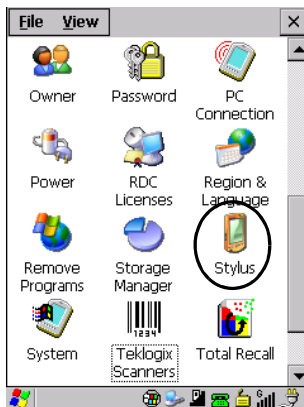 File View
Owner Password PC Connection
Power RDC Licenses Region & Language
Remove Programs Storage Manager Stylus
1234
System Teklogix Scanners Total Recall